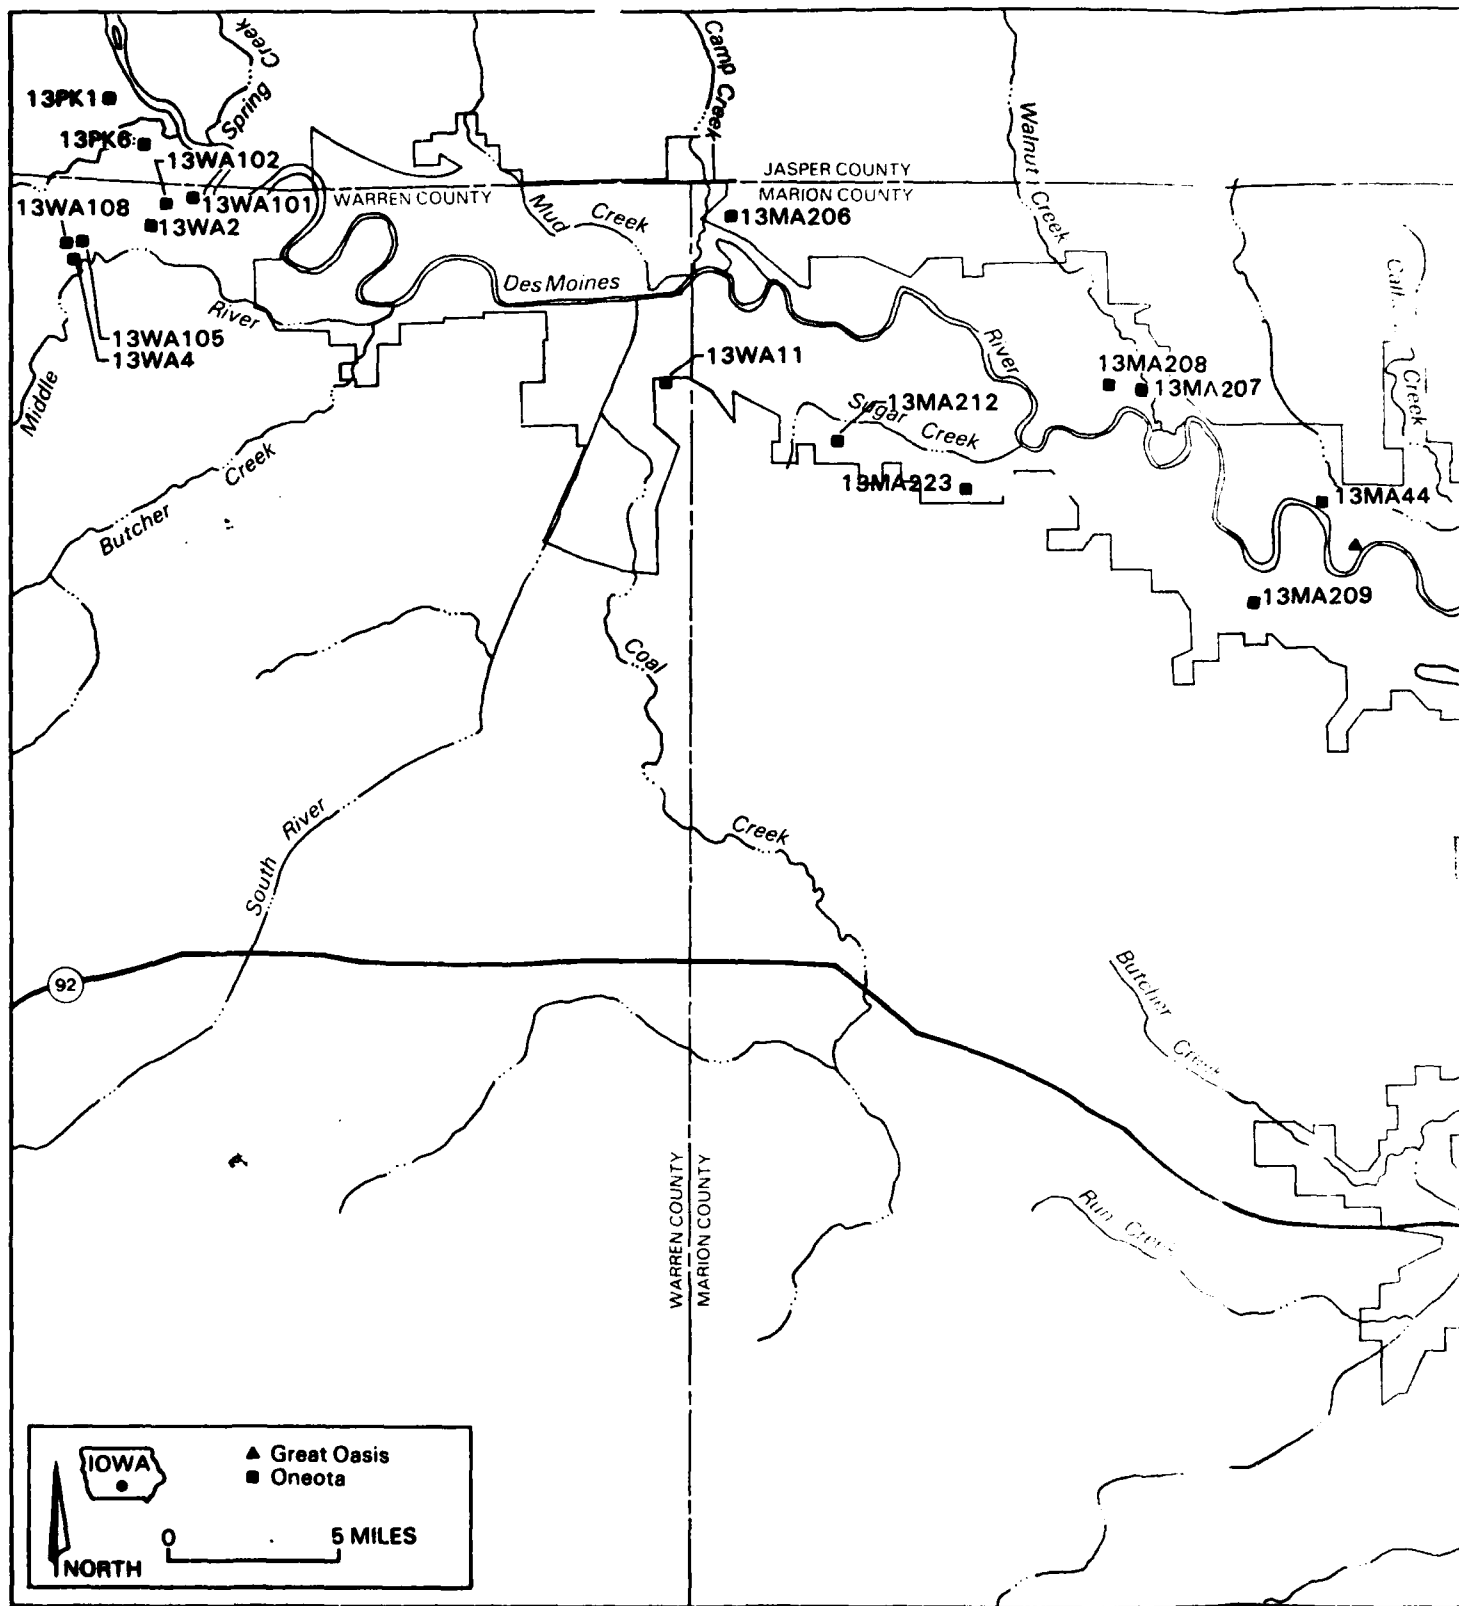 Spring Creek
Camp Creek
13PK1
13PK6
13WA102
Walnut Creek
JASPER COUNTY
MARION COUNTY
WARREN COUNTY
13WA108
13WA101
13WA2
Mud Creek
13MA206
Des Moines
River
River
13WA105
13WA4
Middle
13WA11
13MA208
13MA207
Sugar Creek
13MA212
Creek
Butcher Creek
13MA223
13MA44
13MA209
Coal
Creek
South River
92
Butcher Creek
WARREN COUNTY
MARION COUNTY
Run Creek
IOWA
Great Oasis
Oneota
0
5 MILES
NORTH